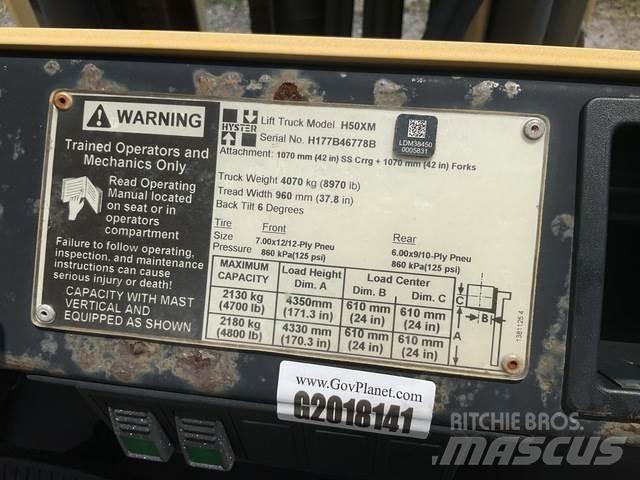 WARNING
Trained Operators and
Mechanics Only
Read Operating
Manual located
on seat or in
operators
compartment
Failure to follow operating,
inspection, and maintenance
instructions can cause
serious injury or death!
CAPACITY WITH MAST
VERTICAL AND
EQUIPPED AS SHOWN
HYSTER
Lift Truck Model H50XM
Serial No. H177B46778B
LDM38450
0005831
Attachment: 1070 mm (42 in) SS Crrg + 1070 mm (42 in) Forks
Truck Weight 4070 kg (8970 lb)
Tread Width 960 mm (37.8 in)
Back Tilt 6 Degrees
Tire Front Rear
Size 7.00x12/12-Ply Pneu 6.00x9/10-Ply Pneu
Pressure 860 kPa(125 psi) 860 kPa(125 psi)
MAXIMUM CAPACITY Load Height Dim. A Load Center Dim. B Dim. C
2130 kg (4700 lb) 4350mm (171.3 in) 610 mm (24 in) 610 mm (24 in)
2180 kg (4800 lb) 4330 mm (170.3 in) 610 mm (24 in) 610 mm (24 in)
C
B
A
1381125.4
www.GovPlanet.com
G2018141
RITCHIE BROS.
MASCUS